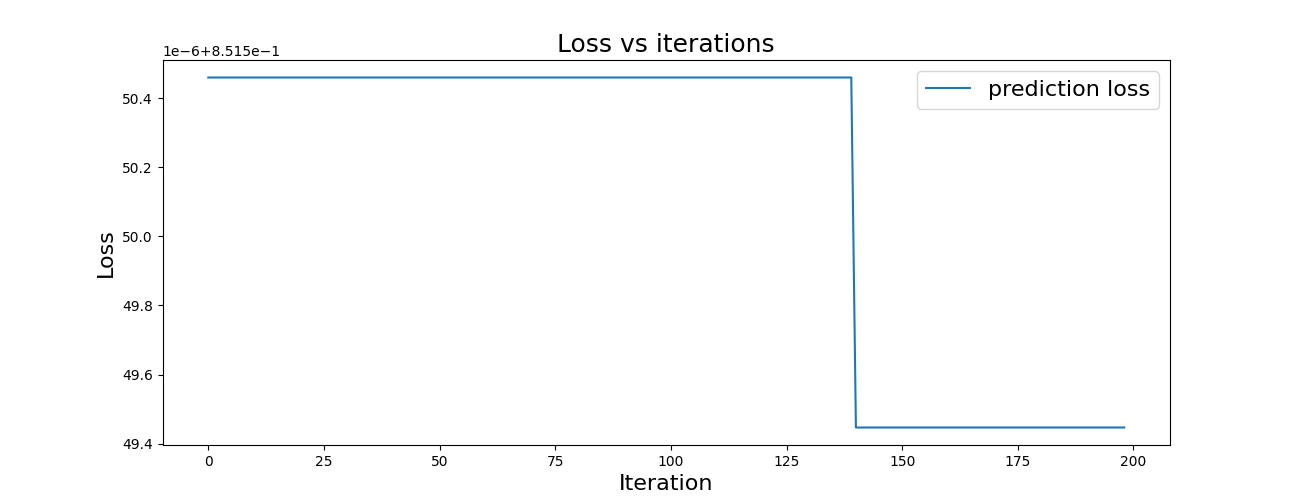 Loss vs iterations
1e−6+8.515e−1
prediction loss
50.4
50.2
50.0
49.8
49.6
49.4
Loss
0 25 50 75 100 125 150 175 200
Iteration